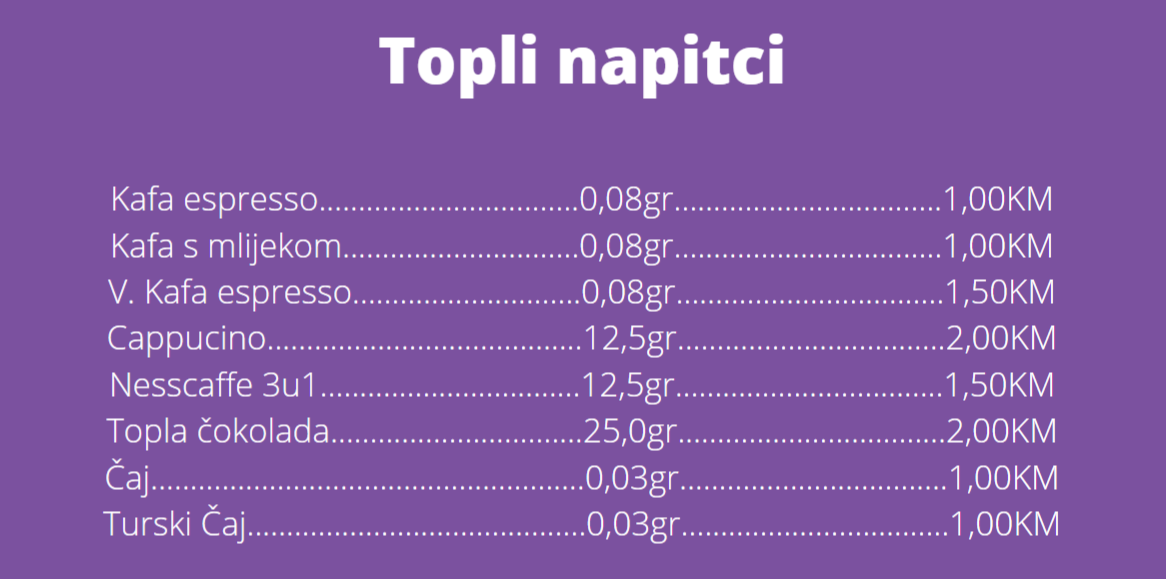 Topli napitci
Kafa espresso.................................0,08gr..................................1,00KM
Kafa s mlijekom..............................0,08gr..................................1,00KM
V. Kafa espresso.............................0,08gr..................................1,50KM
Cappucino........................................12,5gr..................................2,00KM
Nesscaffe 3u1.................................12,5gr..................................1,50KM
Topla čokolada................................25,0gr..................................2,00KM
Čaj.......................................................0,03gr..................................1,00KM
Turski Čaj...........................................0,03gr..................................1,00KM